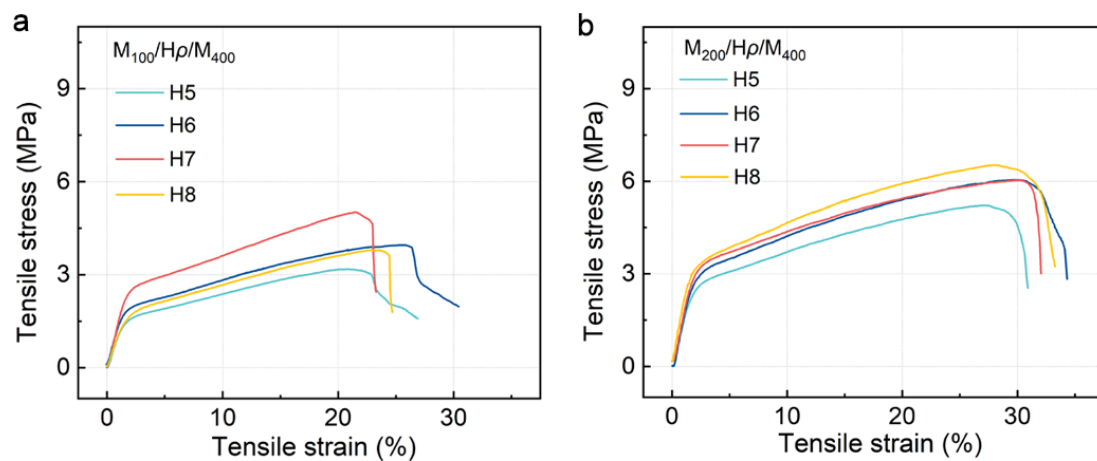 a
M₁₀₀/Hρ/M₄₀₀
H5
H6
H7
H8
9
6
3
0
Tensile stress (MPa)
0 10 20 30
Tensile strain (%)
b
M₂₀₀/Hρ/M₄₀₀
H5
H6
H7
H8
9
6
3
0
Tensile stress (MPa)
0 10 20 30
Tensile strain (%)